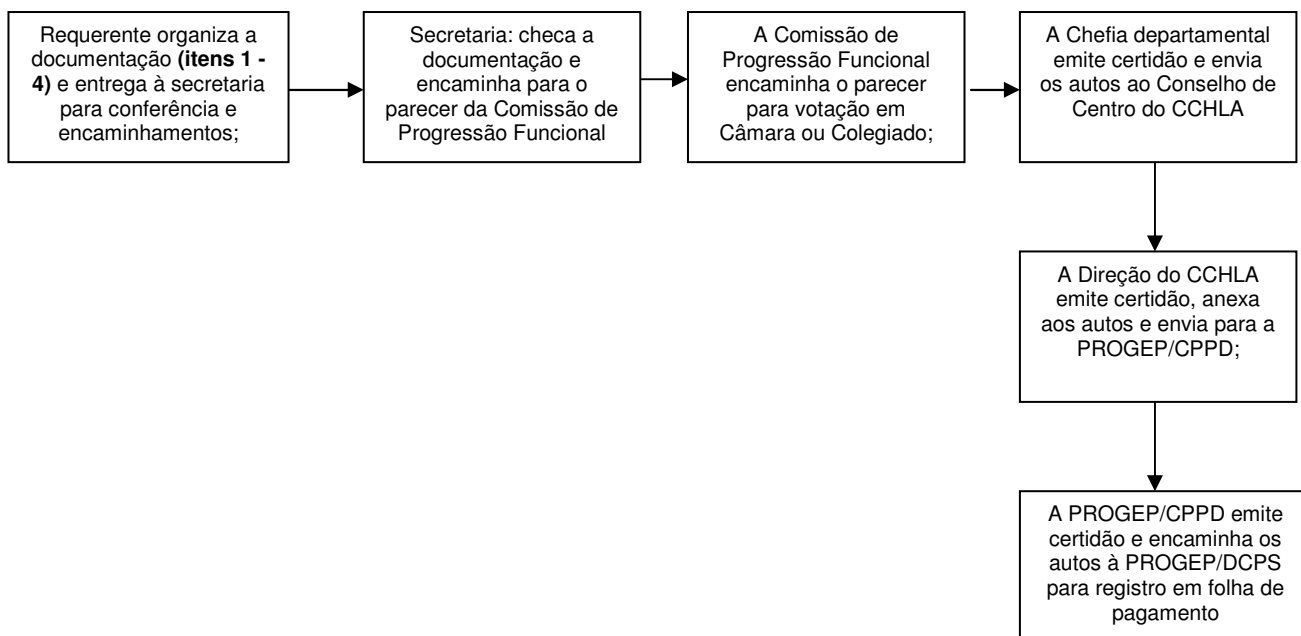 Requerente organiza a
documentação (itens 1 -
4) e entrega à secretaria
para conferência e
encaminhamentos;
Secretaria: checa a
documentação e
encaminha para o
parecer da Comissão de
Progressão Funcional
A Comissão de
Progressão Funcional
encaminha o parecer
para votação em
Câmara ou Colegiado;
A Chefia departamental
emite certidão e envia
os autos ao Conselho de
Centro do CCHLA
A Direção do CCHLA
emite certidão, anexa
aos autos e envia para a
PROGEP/CPPD;
A PROGEP/CPPD emite
certidão e encaminha os
autos à PROGEP/DCPS
para registro em folha de
pagamento